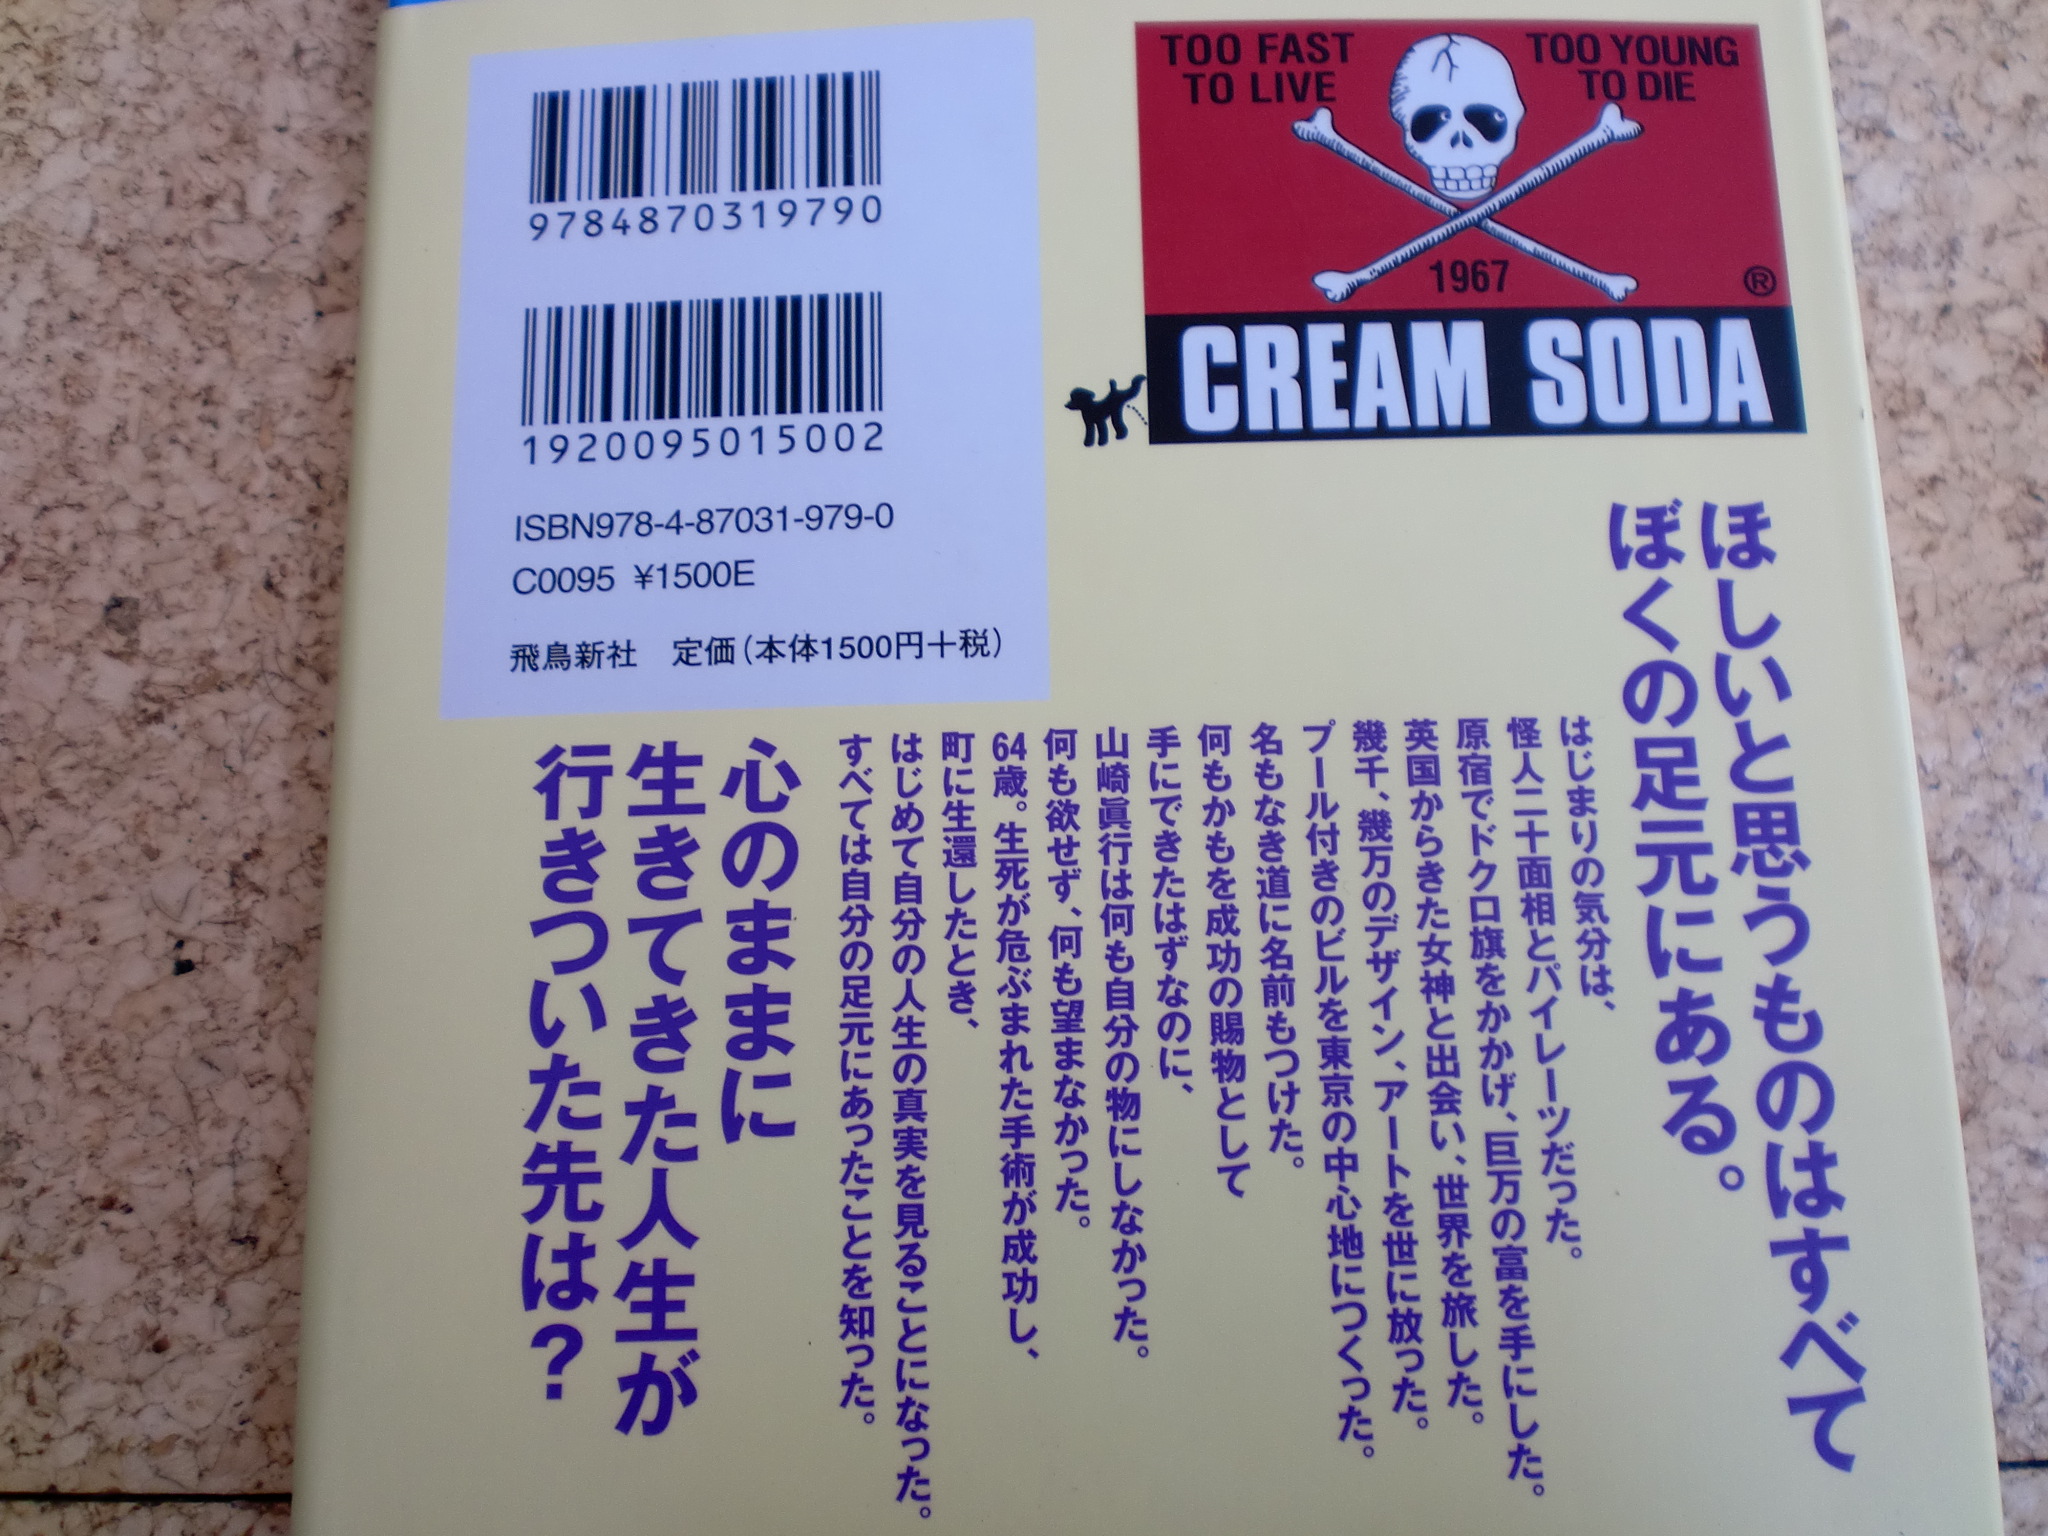 9784870319790
1920095015002
ISBN978-4-87031-979-0
C0095 ¥1500E
飛鳥新社　定価(本体1500円+税)
TOO FAST
TO LIVE
TOO YOUNG
TO DIE
1967
®
CREAM SODA
ほしいと思うものはすべて
ぼくの足元にある。
はじまりの気分は、
怪人二十面相とパイレーツだった。
原宿でドクロ旗をかかげ、巨万の富を手にした。
英国からきた女神と出会い、世界を旅した。
幾千、幾万のデザイン、アートを世に放った。
プール付きのビルを東京の中心地につくった。
名もなき道に名前もつけた。
何もかもを成功の賜物として
手にできたはずなのに、
山崎眞行は何も自分の物にしなかった。
何も欲せず、何も望まなかった。
64歳。生死が危ぶまれた手術が成功し、
町に生還したとき、
はじめて自分の人生の真実を見ることになった。
すべては自分の足元にあったことを知った。
心のままに
生きてきた人生が
行きついた先は?